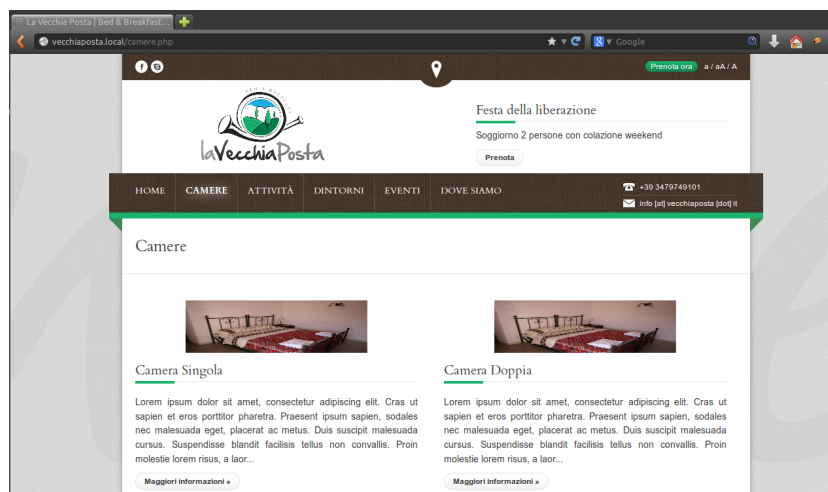 La Vecchia Posta | Bed & Breakfast...
vecchiaposta.local/camere.php
Google
Prenota ora a / aA / A
BED & BREAKFAST
laVecchiaPosta
Festa della liberazione
Soggiorno 2 persone con colazione weekend
Prenota
HOME CAMERE ATTIVITÀ DINTORNI EVENTI DOVE SIAMO
+39 3479749101
info [at] vecchiaposta [dot] it
Camere
Camera Singola
Lorem ipsum dolor sit amet, consectetur adipiscing elit. Cras ut
sapien et eros porttitor pharetra. Praesent ipsum sapien, sodales
nec malesuada eget, placerat ac metus. Duis suscipit malesuada
cursus. Suspendisse blandit facilisis tellus non convallis. Proin
molestie lorem risus, a laor...
Maggiori informazioni »
Camera Doppia
Lorem ipsum dolor sit amet, consectetur adipiscing elit. Cras ut
sapien et eros porttitor pharetra. Praesent ipsum sapien, sodales
nec malesuada eget, placerat ac metus. Duis suscipit malesuada
cursus. Suspendisse blandit facilisis tellus non convallis. Proin
molestie lorem risus, a laor...
Maggiori informazioni »